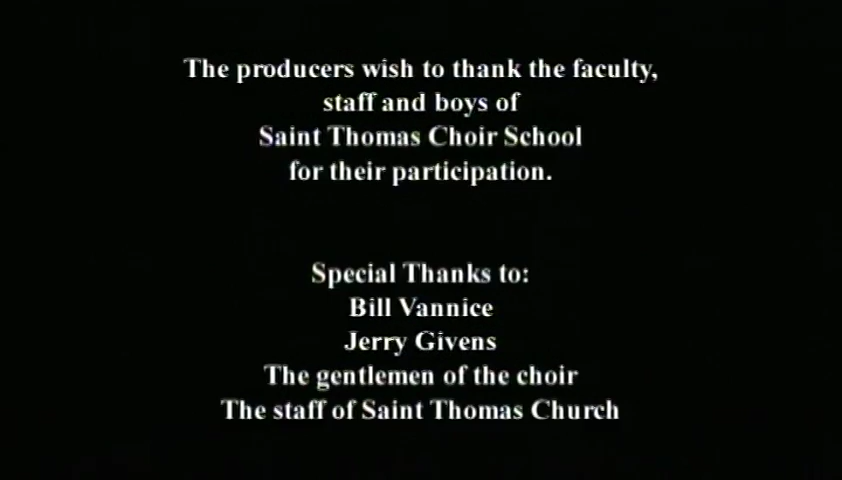 The producers wish to thank the faculty,
staff and boys of
Saint Thomas Choir School
for their participation.
Special Thanks to:
Bill Vannice
Jerry Givens
The gentlemen of the choir
The staff of Saint Thomas Church